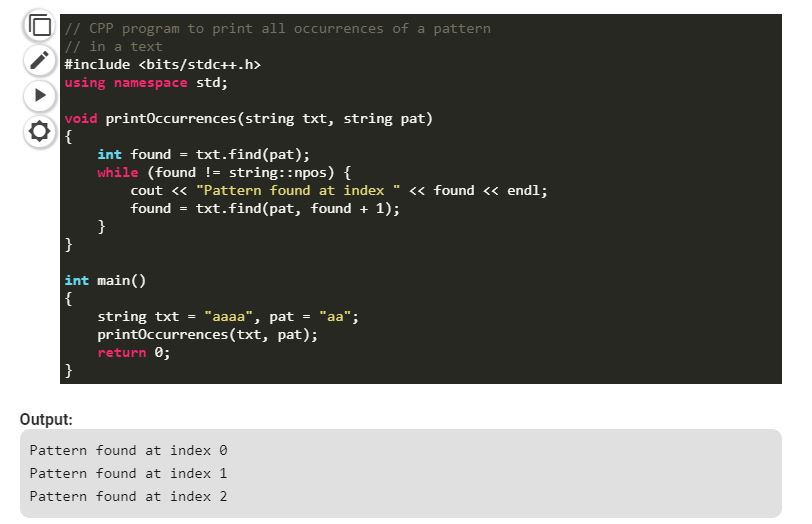 // CPP program to print all occurrences of a pattern
// in a text
#include <bits/stdc++.h>
using namespace std;
void printOccurrences(string txt, string pat)
{
    int found = txt.find(pat);
    while (found != string::npos) {
        cout << "Pattern found at index " << found << endl;
        found = txt.find(pat, found + 1);
    }
}
int main()
{
    string txt = "aaaa", pat = "aa";
    printOccurrences(txt, pat);
    return 0;
}
Output:
Pattern found at index 0
Pattern found at index 1
Pattern found at index 2